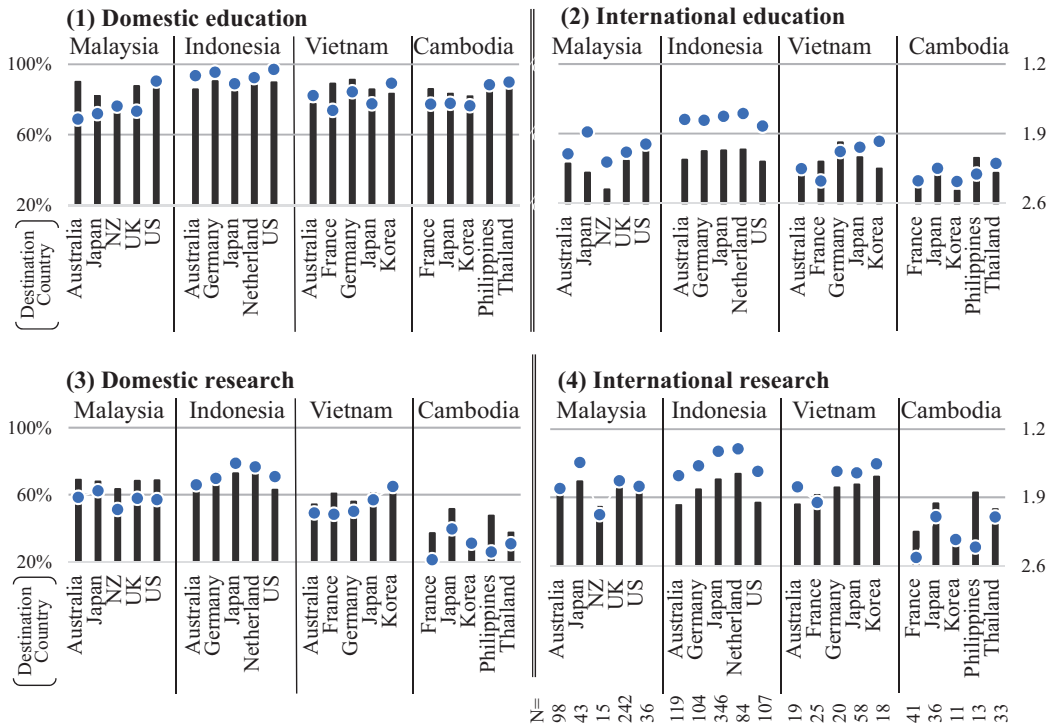 (1) Domestic education
Malaysia Indonesia Vietnam Cambodia
100%
60%
20%
Destination Country
Australia Japan NZ UK US
Australia Germany Japan Netherland US
Australia France Germany Japan Korea
France Japan Korea Philippines Thailand
(2) International education
Malaysia Indonesia Vietnam Cambodia
1.2
1.9
2.6
Australia Japan NZ UK US
Australia Germany Japan Netherland US
Australia France Germany Japan Korea
France Japan Korea Philippines Thailand
(3) Domestic research
Malaysia Indonesia Vietnam Cambodia
100%
60%
20%
Destination Country
Australia Japan NZ UK US
Australia Germany Japan Netherland US
Australia France Germany Japan Korea
France Japan Korea Philippines Thailand
(4) International research
Malaysia Indonesia Vietnam Cambodia
1.2
1.9
2.6
Australia Japan NZ UK US
Australia Germany Japan Netherland US
Australia France Germany Japan Korea
France Japan Korea Philippines Thailand
N= 98 43 15 242 36 119 104 346 84 107 19 25 20 58 18 41 36 11 13 33